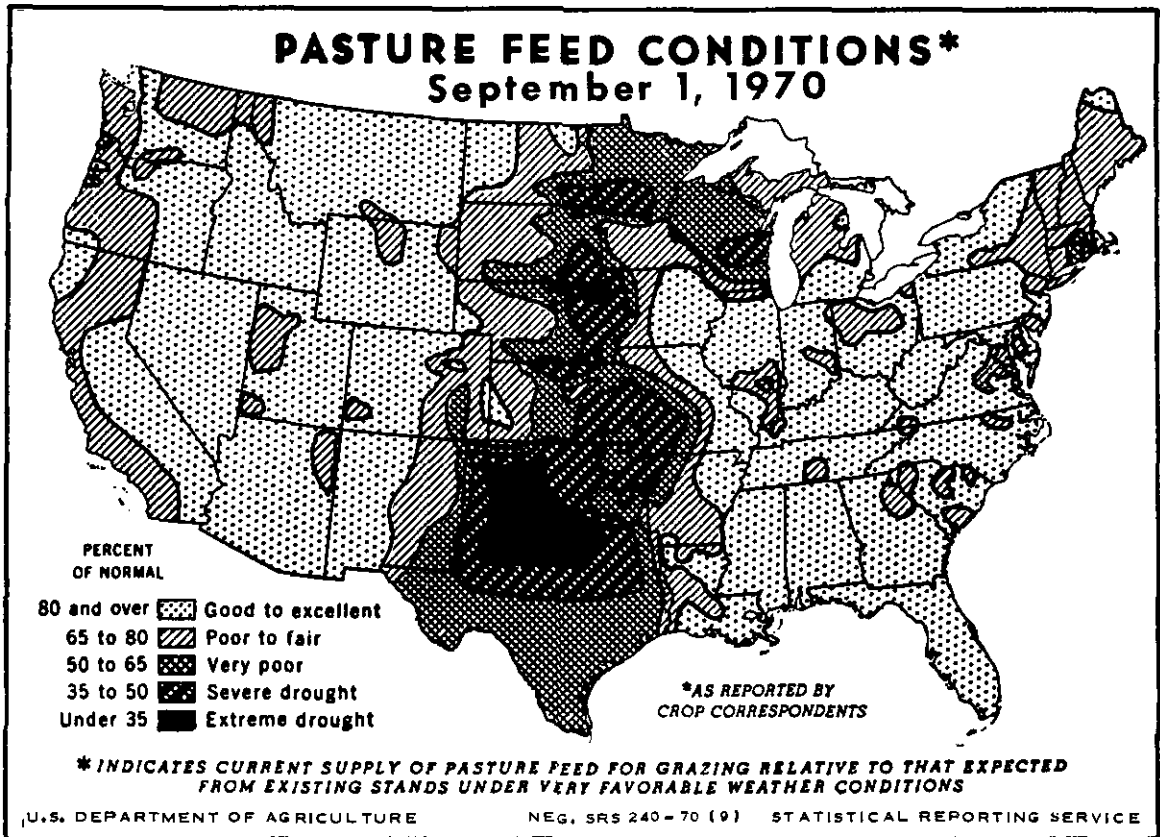 PASTURE FEED CONDITIONS*
September 1, 1970
PERCENT
OF NORMAL
80 and over Good to excellent
65 to 80 Poor to fair
50 to 65 Very poor
35 to 50 Severe drought
Under 35 Extreme drought
*AS REPORTED BY
CROP CORRESPONDENTS
* INDICATES CURRENT SUPPLY OF PASTURE FEED FOR GRAZING RELATIVE TO THAT EXPECTED
FROM EXISTING STANDS UNDER VERY FAVORABLE WEATHER CONDITIONS
U.S. DEPARTMENT OF AGRICULTURE NEG. SRS 240-70 (9) STATISTICAL REPORTING SERVICE